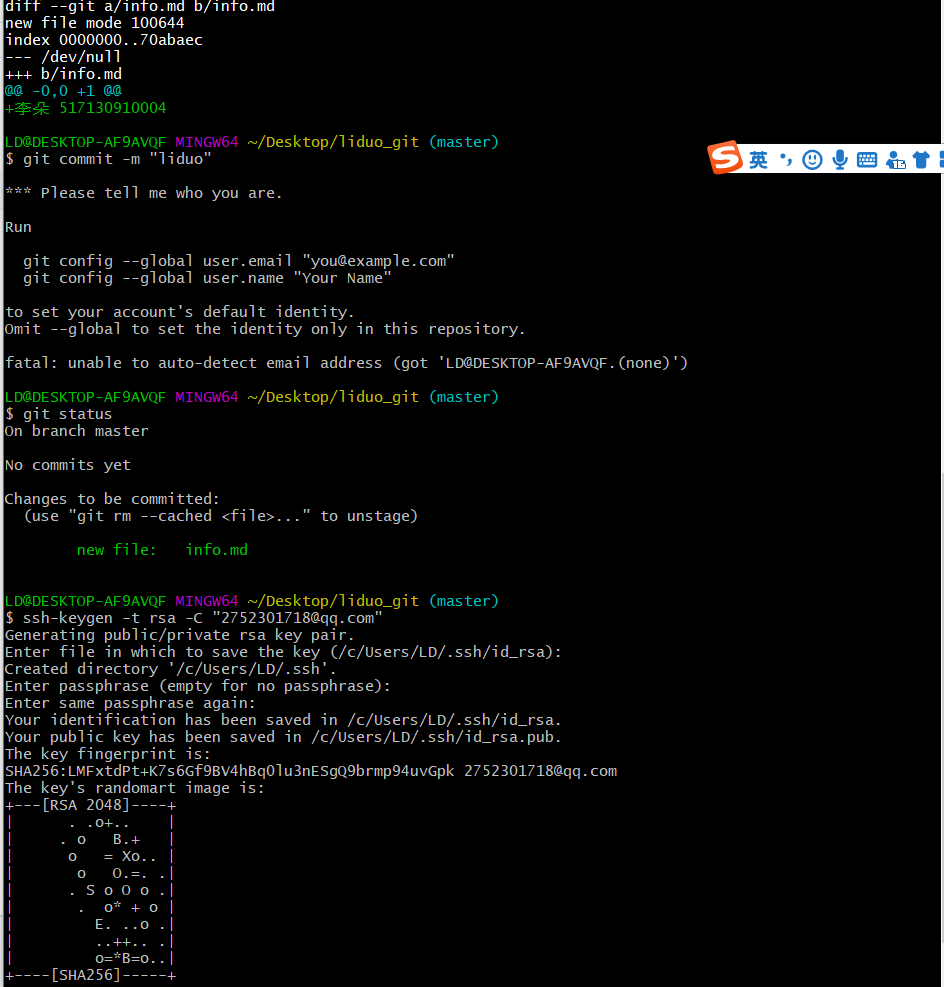 diff --git a/info.md b/info.md
new file mode 100644
index 0000000..70abaec
--- /dev/null
+++ b/info.md
@@ -0,0 +1 @@
+李朵 517130910004
LD@DESKTOP-AF9AVQF MINGW64 ~/Desktop/liduo_git (master)
$ git commit -m "liduo"
英
*** Please tell me who you are.
Run
  git config --global user.email "you@example.com"
  git config --global user.name "Your Name"
to set your account's default identity.
Omit --global to set the identity only in this repository.
fatal: unable to auto-detect email address (got 'LD@DESKTOP-AF9AVQF.(none)')
LD@DESKTOP-AF9AVQF MINGW64 ~/Desktop/liduo_git (master)
$ git status
On branch master
No commits yet
Changes to be committed:
  (use "git rm --cached <file>..." to unstage)
        new file:   info.md
LD@DESKTOP-AF9AVQF MINGW64 ~/Desktop/liduo_git (master)
$ ssh-keygen -t rsa -C "2752301718@qq.com"
Generating public/private rsa key pair.
Enter file in which to save the key (/c/Users/LD/.ssh/id_rsa):
Created directory '/c/Users/LD/.ssh'.
Enter passphrase (empty for no passphrase):
Enter same passphrase again:
Your identification has been saved in /c/Users/LD/.ssh/id_rsa.
Your public key has been saved in /c/Users/LD/.ssh/id_rsa.pub.
The key fingerprint is:
SHA256:LMFxtdPt+K7s6Gf9BV4hBqOlu3nESgQ9brmp94uvGpk 2752301718@qq.com
The key's randomart image is:
+---[RSA 2048]----+
|      . .o+..    |
|     . o   B.+   |
|      o   = Xo.. |
|       o   O.=. .|
|      . S o O o .|
|       .  o* + o |
|         E. ..o .|
|         ..++.. .|
|         o=*B=o..|
+----[SHA256]-----+